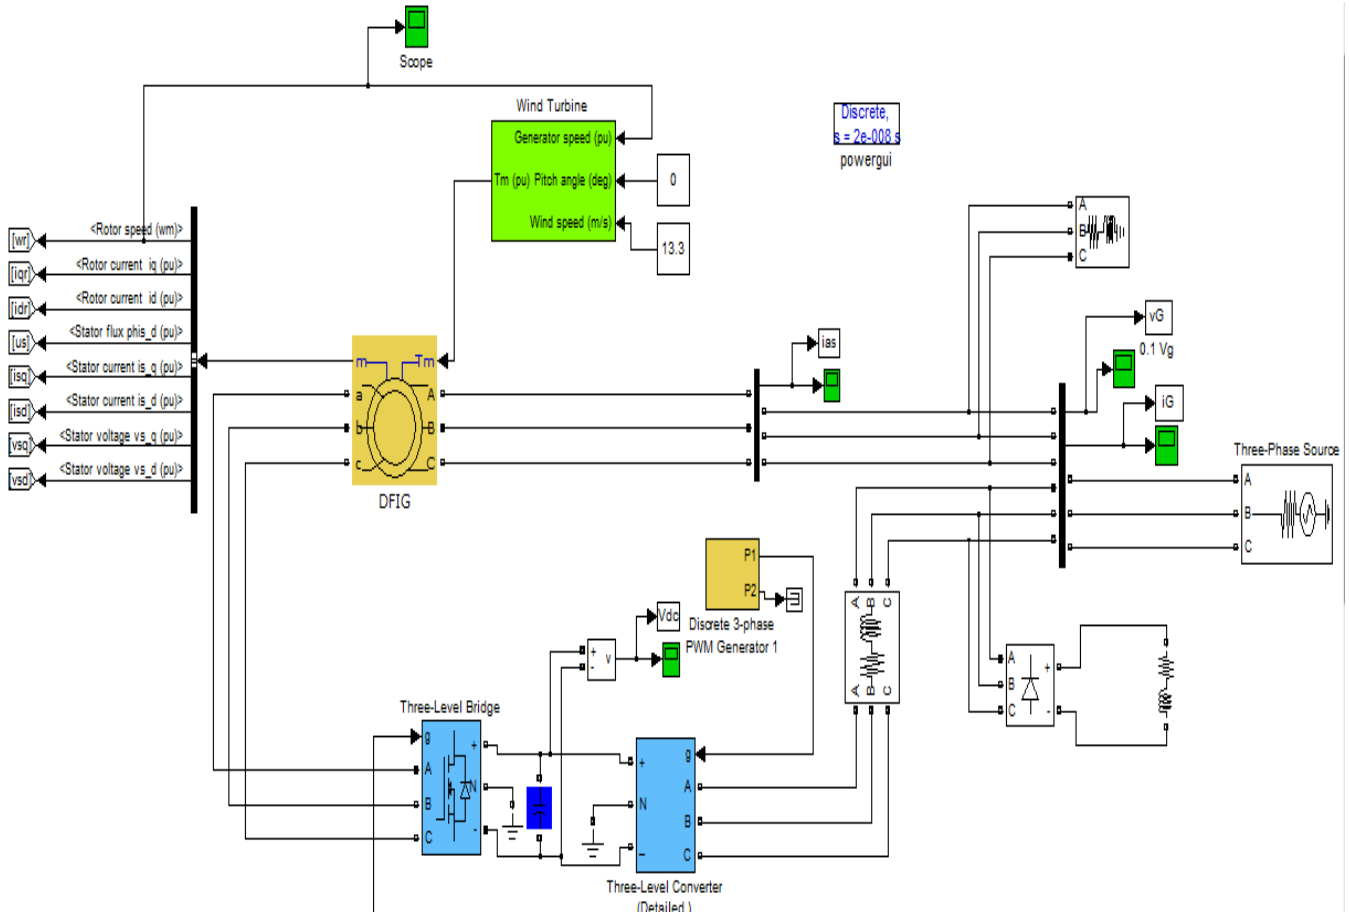 Scope
Wind Turbine
Generator speed (pu)
Tm (pu) Pitch angle (deg)
Wind speed (m/s)
0
13.3
Discrete,
s = 2e-008 s
powergui
[wr] <Rotor speed (wm)>
[iqr] <Rotor current iq (pu)>
[idr] <Rotor current id (pu)>
[us] <Stator flux phis_d (pu)>
[isq] <Stator current is_q (pu)>
[isd] <Stator current is_d (pu)>
[vsq] <Stator voltage vs_q (pu)>
[vsd] <Stator voltage vs_d (pu)>
m Tm
a A
b B
c C
DFIG
ias
A
B
C
vG
0.1 Vg
iG
Three-Phase Source
A
B
C
P1
P2
Discrete 3-phase
PWM Generator 1
Vdc
+
-
v
A B C
A B C
A +
B
C -
Three-Level Bridge
g
+
A
N
B
-
C
g
+
A
N
B
–
C
Three-Level Converter
(Detailed )